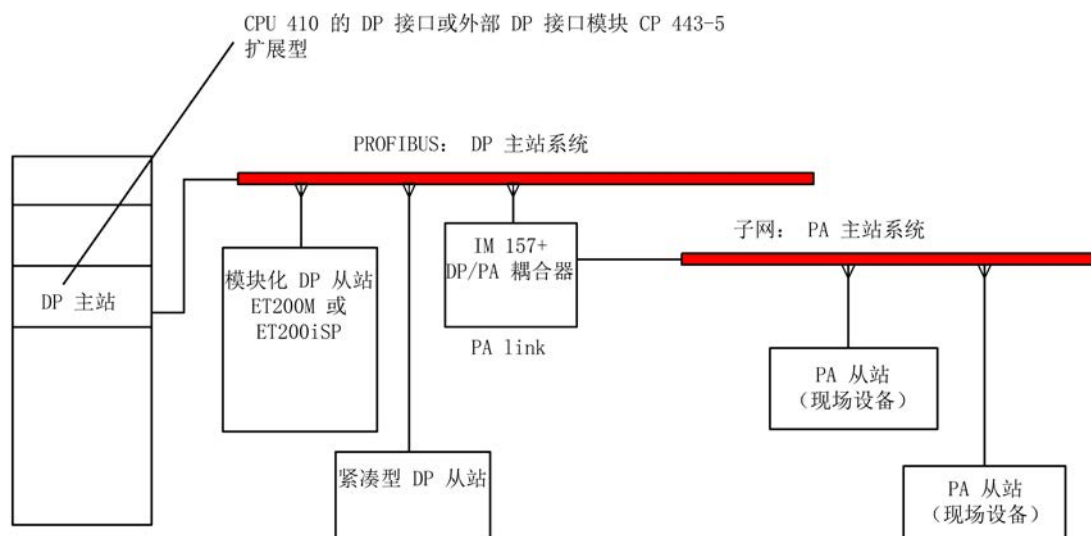 CPU 410 的 DP 接口或外部 DP 接口模块 CP 443-5
扩展型
PROFIBUS： DP 主站系统
子网： PA 主站系统
DP 主站
模块化 DP 从站
ET200M 或
ET200iSP
IM 157+
DP/PA 耦合器
PA link
紧凑型 DP 从站
PA 从站
（现场设备）
PA 从站
（现场设备）